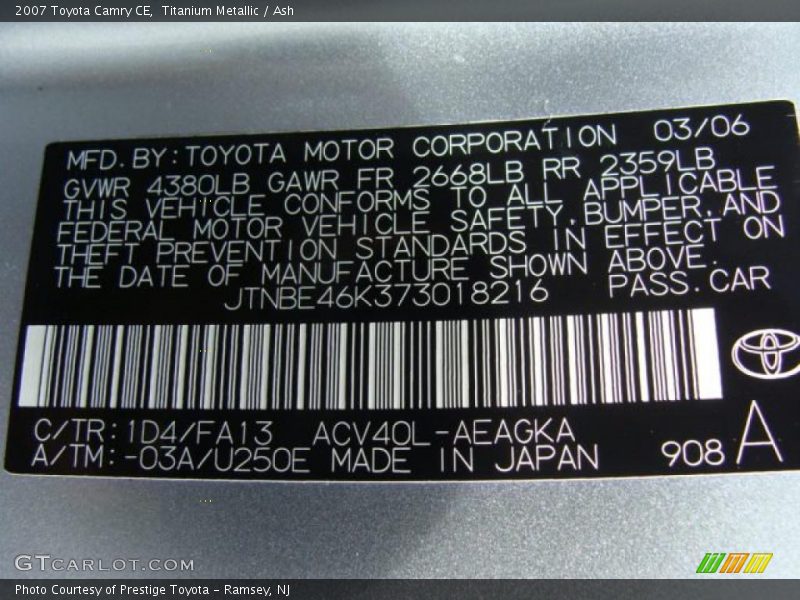 2007 Toyota Camry CE, Titanium Metallic / Ash
MFD. BY: TOYOTA MOTOR CORPORATION 03/06
GVWR 4380LB GAWR FR 2668LB RR 2359LB
THIS VEHICLE CONFORMS TO ALL APPLICABLE
FEDERAL MOTOR VEHICLE SAFETY, BUMPER, AND
THEFT PREVENTION STANDARDS IN EFFECT ON
THE DATE OF MANUFACTURE SHOWN ABOVE.
JTNBE46K373018216 PASS. CAR
C/TR: 1D4/FA13 ACV40L-AEAGKA
A/TM: -03A/U250E MADE IN JAPAN 908 A
GTCARLOT.COM
Photo Courtesy of Prestige Toyota - Ramsey, NJ